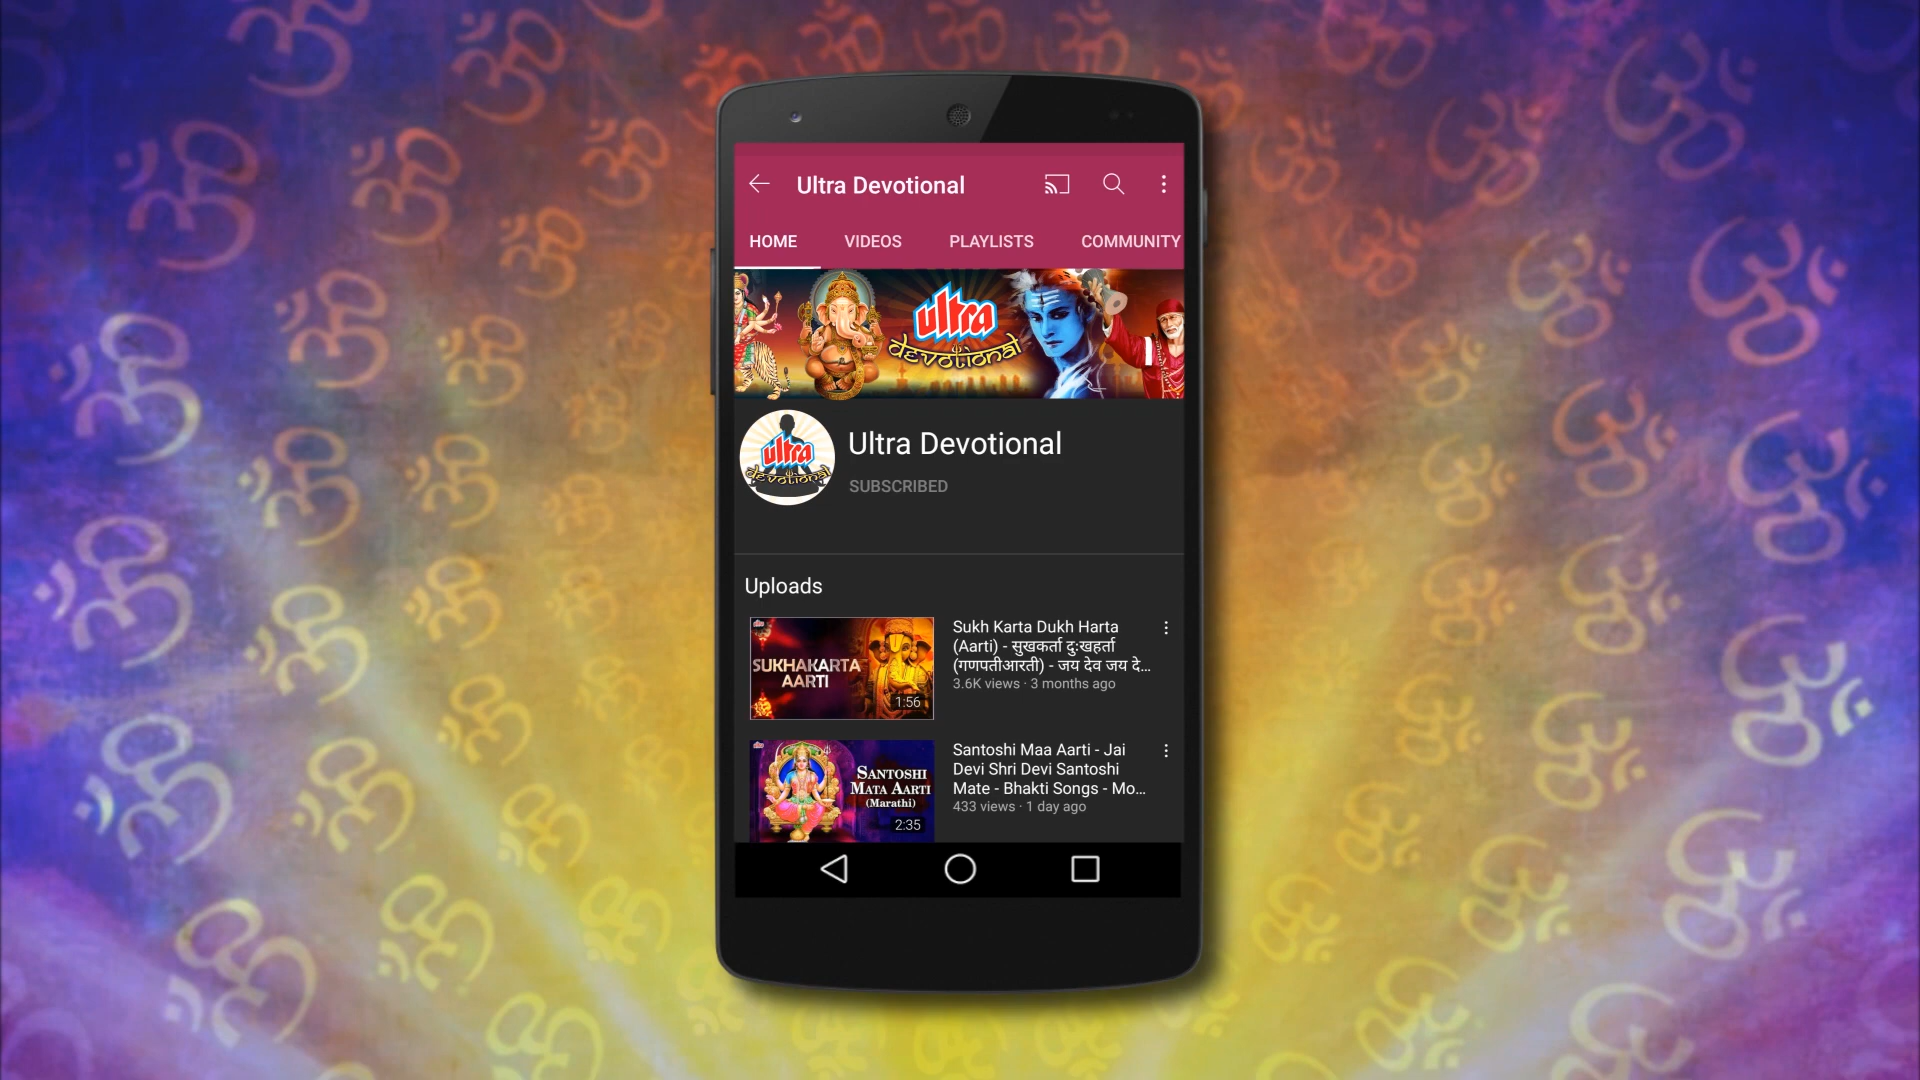 Ultra Devotional
HOME VIDEOS PLAYLISTS COMMUNITY
ultra
devotional
ultra
devotional
Ultra Devotional
SUBSCRIBED
Uploads
SUKHAKARTA
AARTI
1:56
Sukh Karta Dukh Harta
(Aarti) - सुखकर्ता दुःखहर्ता
(गणपतीआरती) - जय देव जय दे...
3.6K views · 3 months ago
SANTOSHI
MATA AARTI
(Marathi)
2:35
Santoshi Maa Aarti - Jai
Devi Shri Devi Santoshi
Mate - Bhakti Songs - Mo...
433 views · 1 day ago